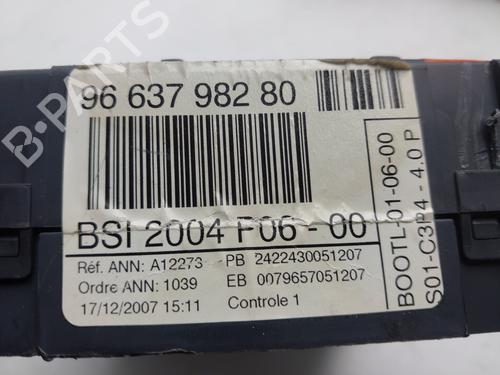 96 637 982 80
BSI 2004 F06 - 00
Réf. ANN: A12273 PB 2422430051207
Ordre ANN: 1039 EB 0079657051207
17/12/2007 15:11 Controle 1
BOOTL-01-06-00
S01-C3P4 - 4.0 P
B-PARTS